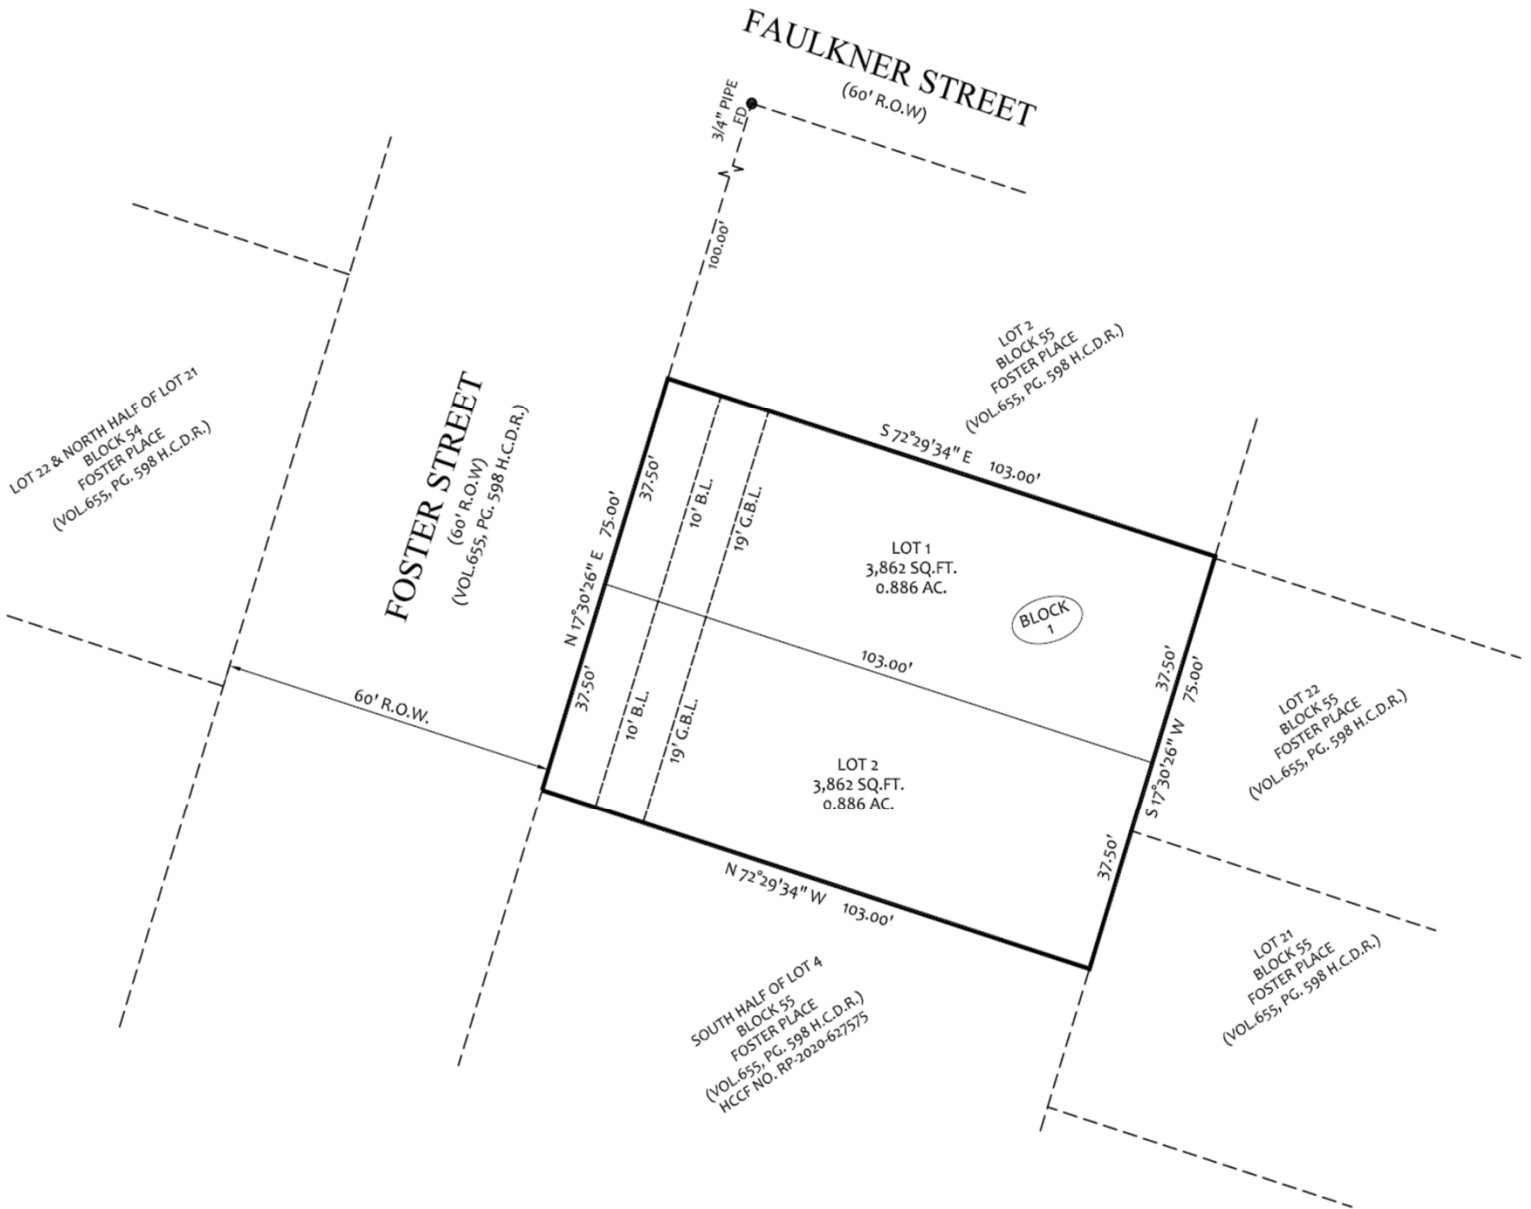 FAULKNER STREET
(60' R.O.W)
3/4" PIPE
FD
100.00'
LOT 2
BLOCK 55
FOSTER PLACE
(VOL.655, PG. 598 H.C.D.R.)
LOT 22 & NORTH HALF OF LOT 21
BLOCK 54
FOSTER PLACE
(VOL.655, PG. 598 H.C.D.R.)
FOSTER STREET
(60' R.O.W)
(VOL.655, PG. 598 H.C.D.R.)
N 17°30'26" E 75.00'
37.50'
37.50'
10' B.L.
19' G.B.L.
S 72°29'34" E 103.00'
LOT 1
3,862 SQ.FT.
0.886 AC.
BLOCK
1
103.00'
37.50'
S 17°30'26" W 75.00'
37.50'
60' R.O.W.
10' B.L.
19' G.B.L.
LOT 2
3,862 SQ.FT.
0.886 AC.
N 72°29'34" W 103.00'
LOT 22
BLOCK 55
FOSTER PLACE
(VOL.655, PG. 598 H.C.D.R.)
LOT 21
BLOCK 55
FOSTER PLACE
(VOL.655, PG. 598 H.C.D.R.)
SOUTH HALF OF LOT 4
BLOCK 55
FOSTER PLACE
(VOL.655, PG. 598 H.C.D.R.)
HCCF NO. RP-2020-627575